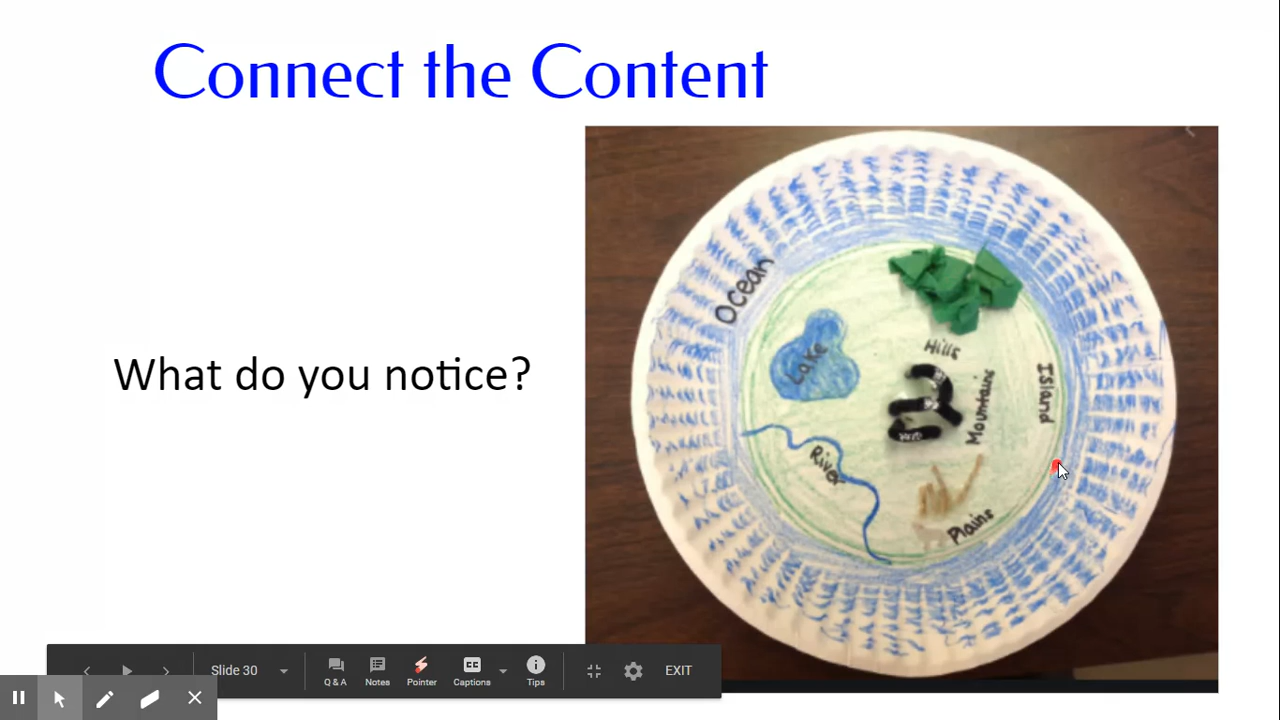 Connect the Content
What do you notice?
Ocean
Lake
Hills
Island
Mountains
River
Plains
Slide 30
Q & A
Notes
Pointer
CC
Captions
Tips
EXIT